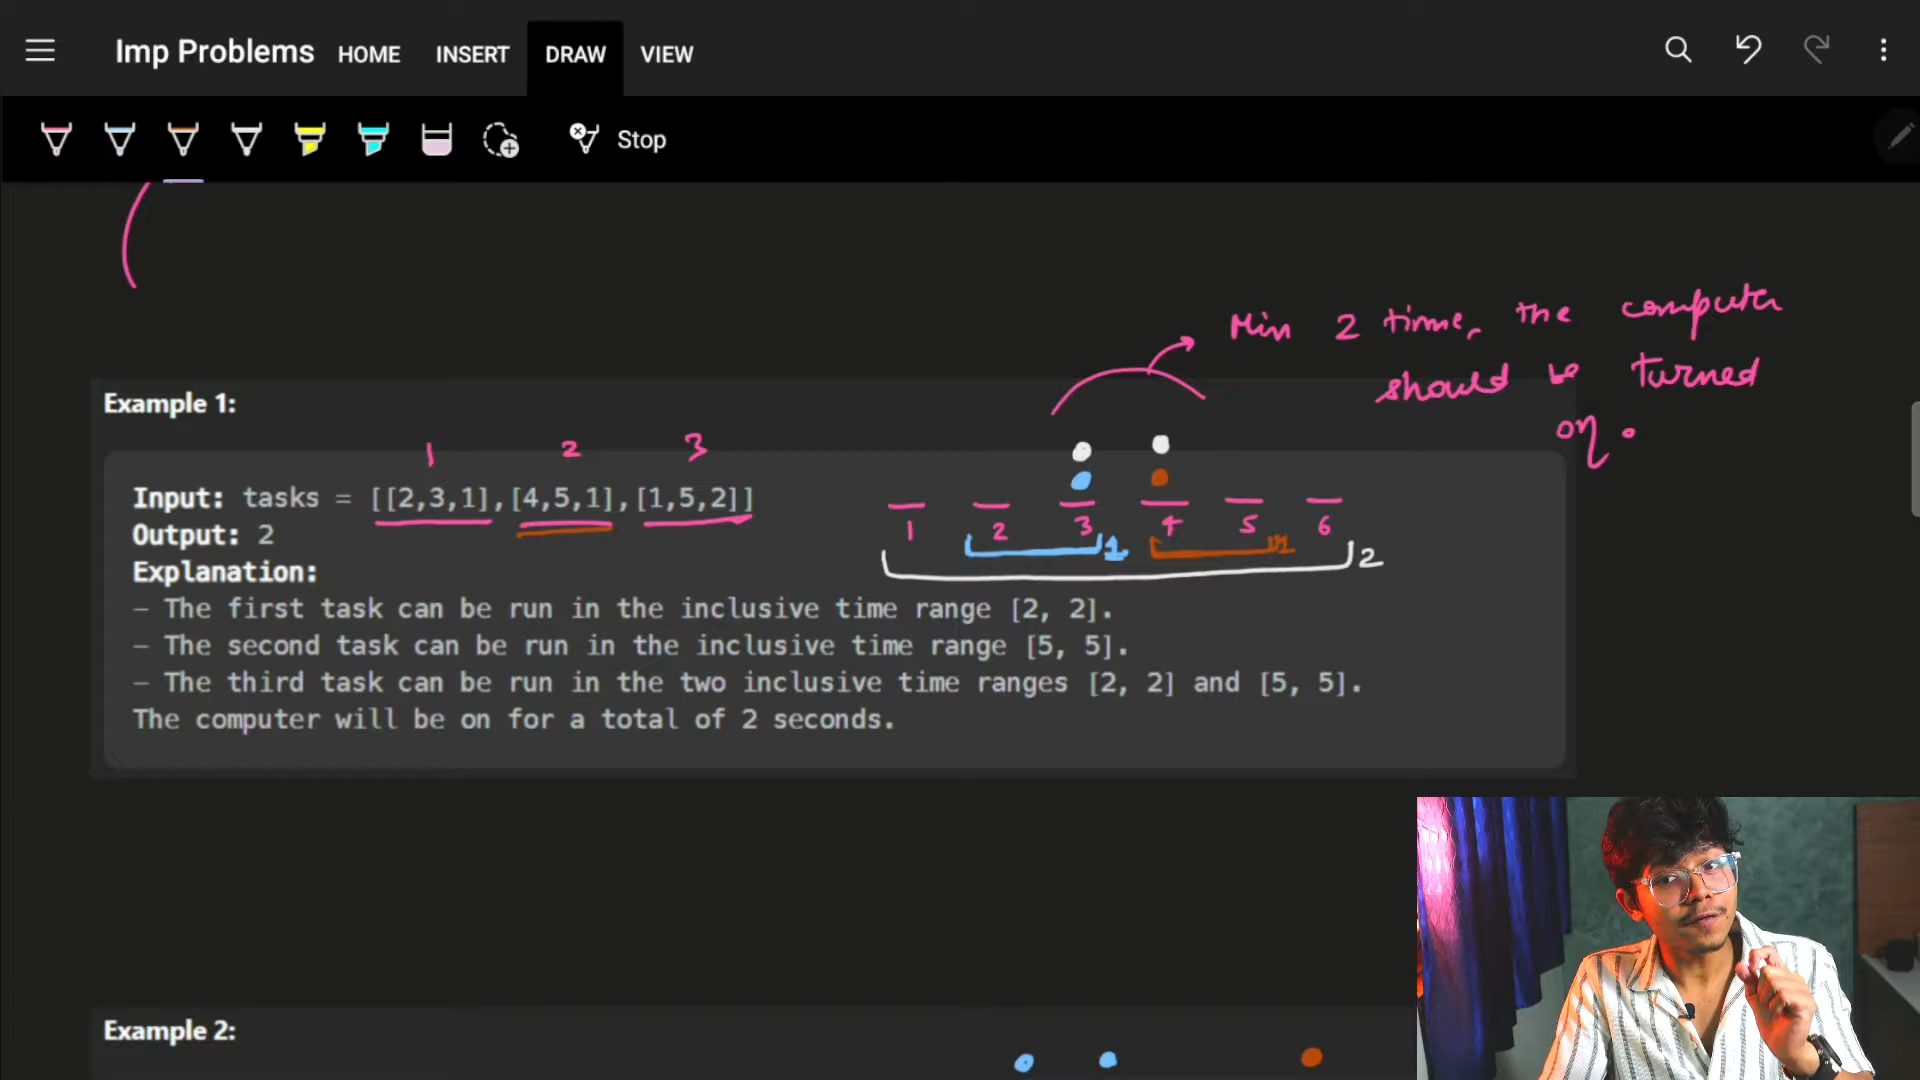 Imp Problems HOME INSERT DRAW VIEW
Stop
Min 2 time, the computer
should be turned
on.
Example 1:
1 2 3
Input: tasks = [[2,3,1],[4,5,1],[1,5,2]]
Output: 2
1 2 3 4 5 6
1 1
2
Explanation:
– The first task can be run in the inclusive time range [2, 2].
– The second task can be run in the inclusive time range [5, 5].
– The third task can be run in the two inclusive time ranges [2, 2] and [5, 5].
The computer will be on for a total of 2 seconds.
Example 2: